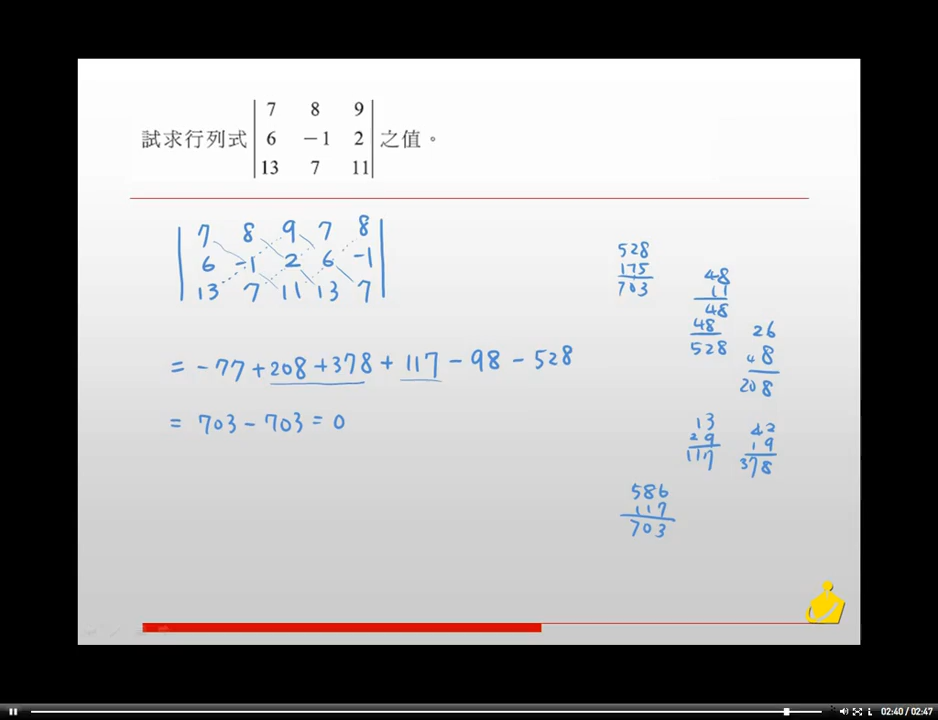 7 8 9
試求行列式 6 -1 2 之值。
13 7 11
7 8 9 7 8
6 -1 2 6 -1
13 7 11 13 7
= -77 + 208 + 378 + 117 - 98 - 528
= 703 - 703 = 0
528
175
703
48
11
48
48
528
26
48
208
13
29
117
42
19
378
586
117
703
02:40 / 02:47